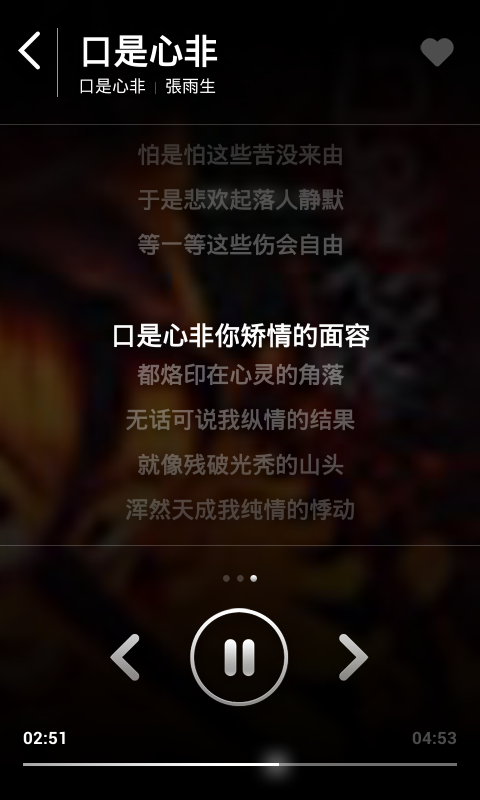 口是心非
口是心非 | 張雨生
怕是怕这些苦没来由
于是悲欢起落人静默
等一等这些伤会自由
口是心非你矫情的面容
都烙印在心灵的角落
无话可说我纵情的结果
就像残破光秃的山头
浑然天成我纯情的悸动
02:51
04:53